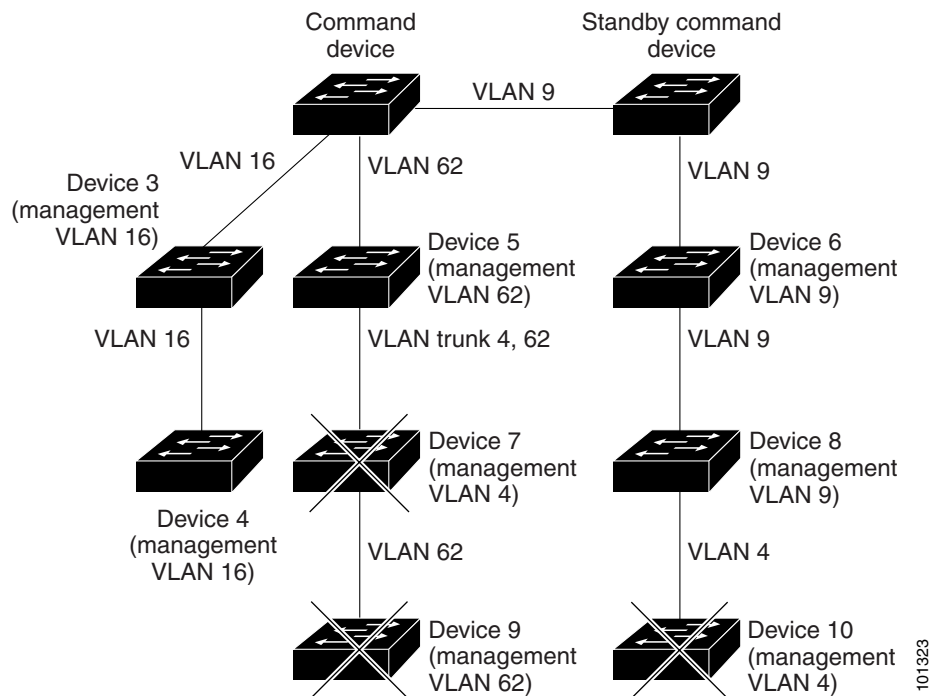 Command
device
Standby command
device
VLAN 9
VLAN 16
VLAN 62
VLAN 9
Device 3
(management
VLAN 16)
Device 5
(management
VLAN 62)
Device 6
(management
VLAN 9)
VLAN 16
VLAN trunk 4, 62
VLAN 9
Device 7
(management
VLAN 4)
Device 8
(management
VLAN 9)
Device 4
(management
VLAN 16)
VLAN 62
VLAN 4
Device 9
(management
VLAN 62)
Device 10
(management
VLAN 4)
101323